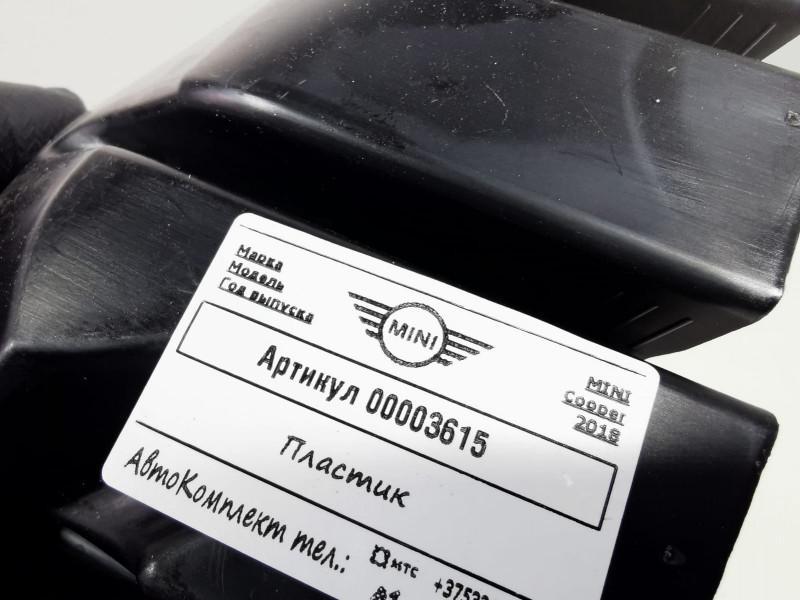 Марка
Модель
Год выпуска
MINI
MINI
Cooper
2018
Артикул 00003615
Пластик
АвтоКомплект тел.:
мтс